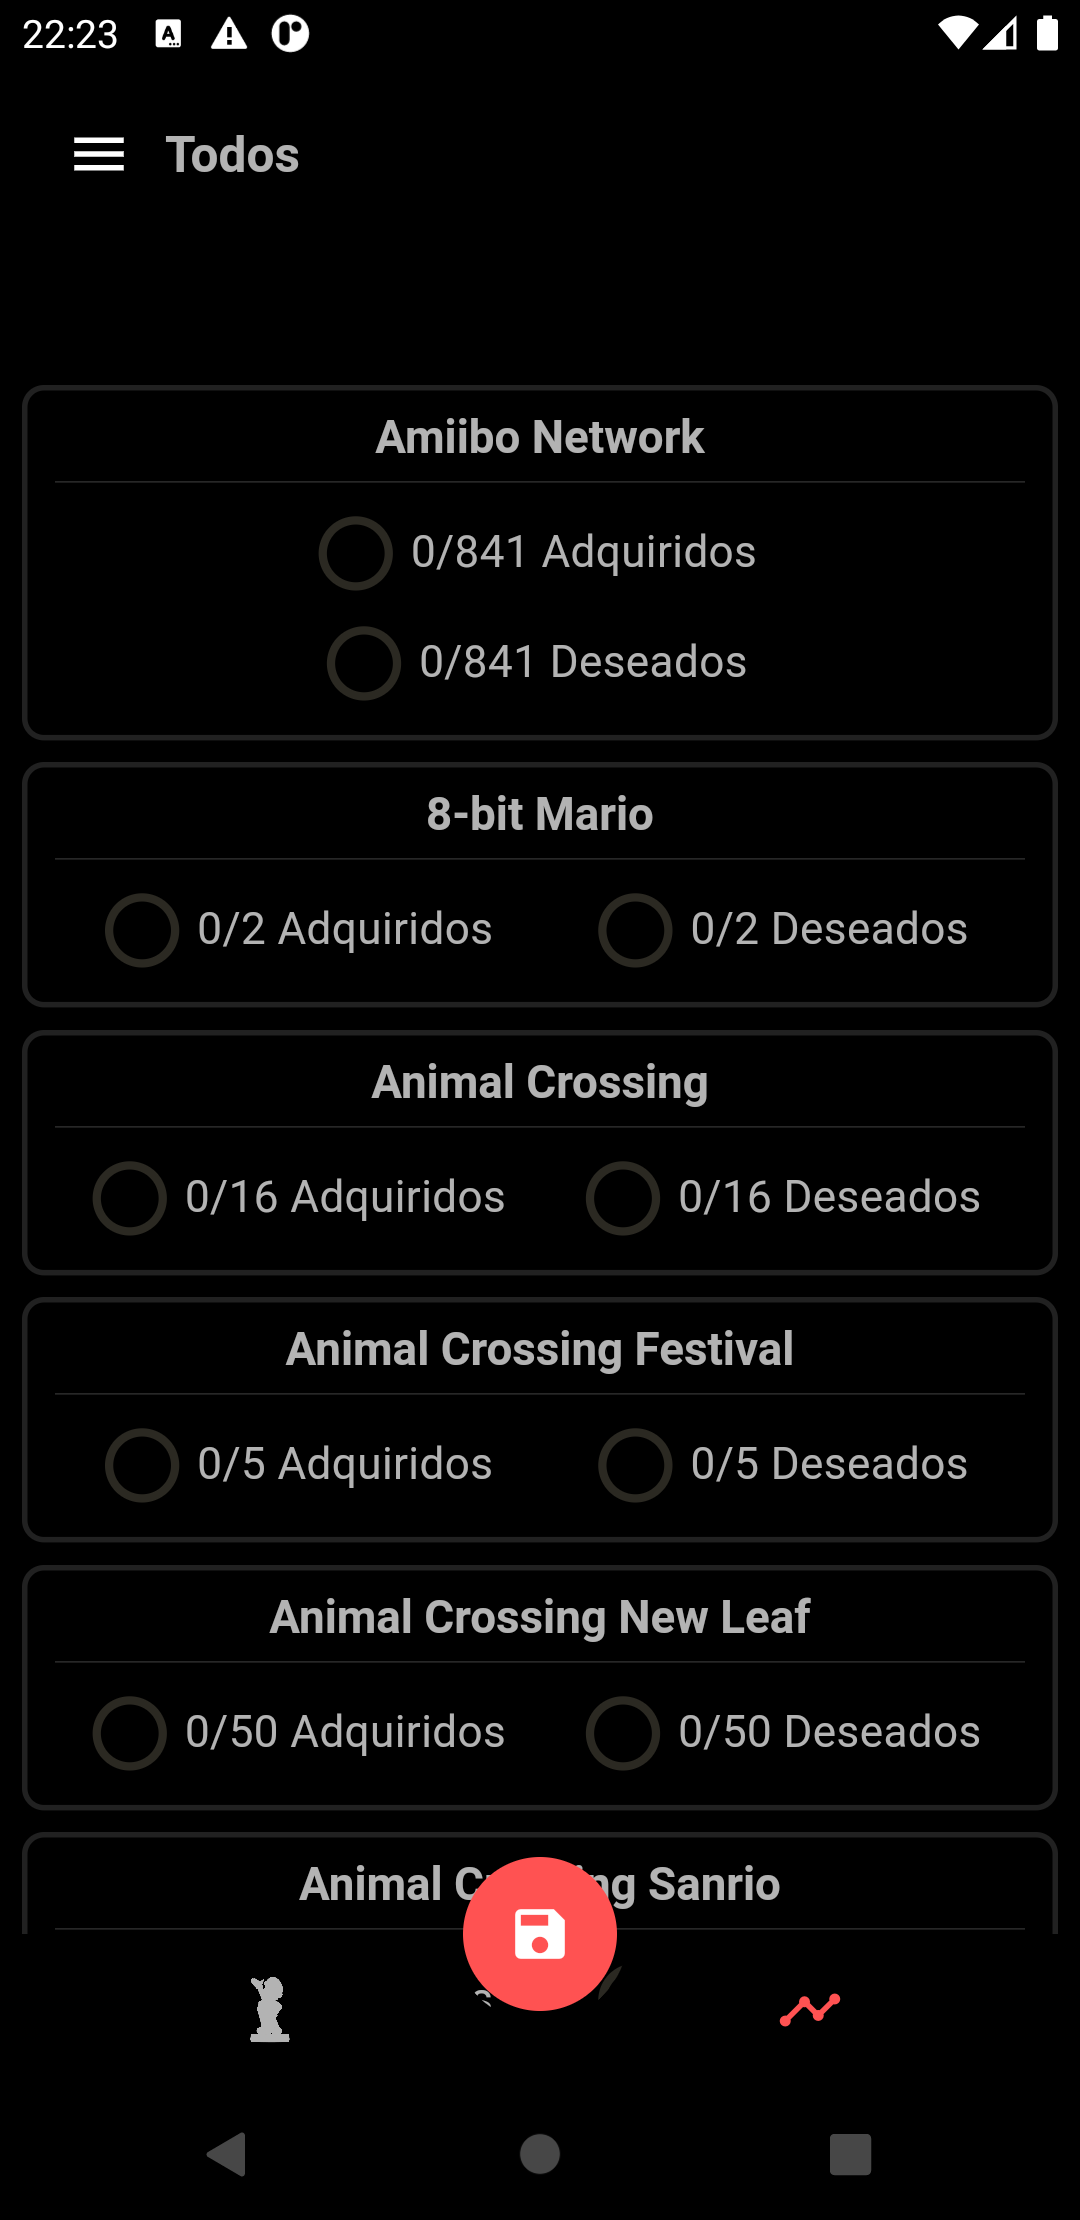 22:23
Todos
Amiibo Network
0/841 Adquiridos
0/841 Deseados
8-bit Mario
0/2 Adquiridos
0/2 Deseados
Animal Crossing
0/16 Adquiridos
0/16 Deseados
Animal Crossing Festival
0/5 Adquiridos
0/5 Deseados
Animal Crossing New Leaf
0/50 Adquiridos
0/50 Deseados
Animal ng Sanrio